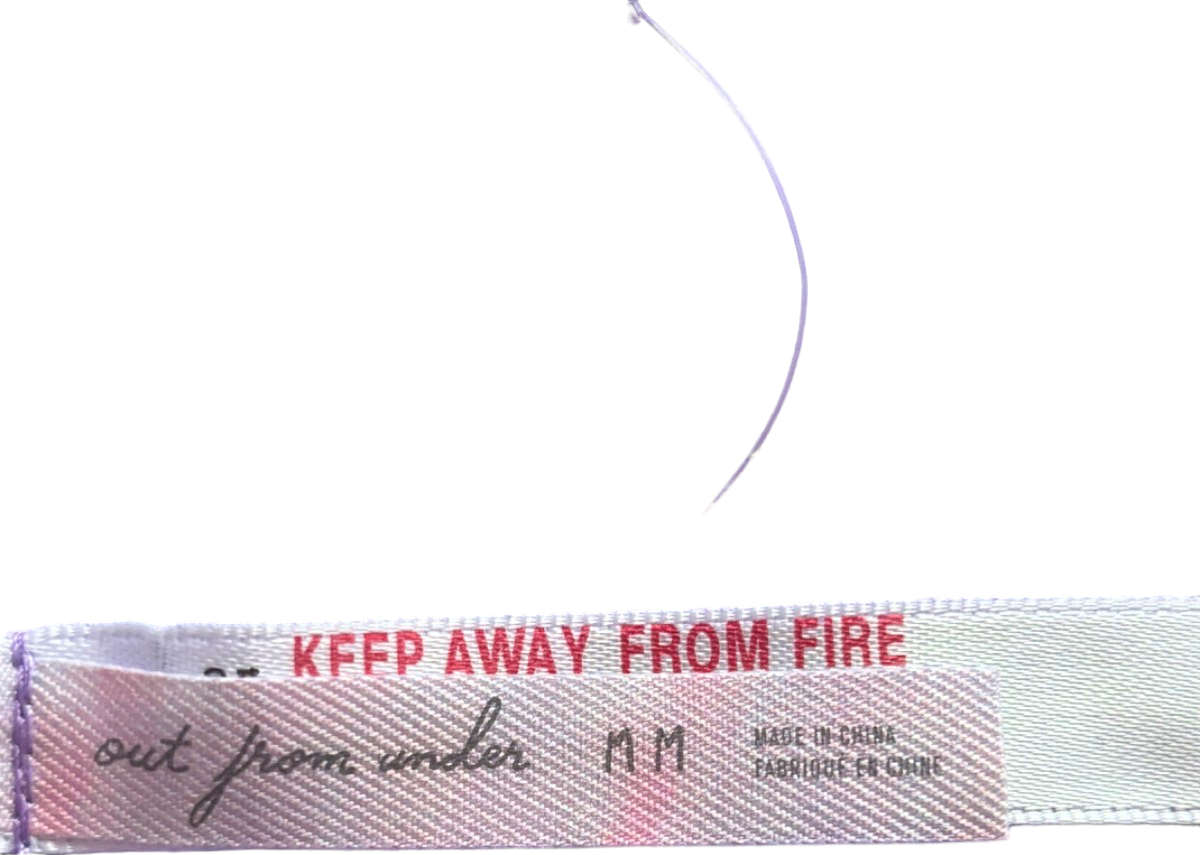 KEEP AWAY FROM FIRE
out from under M M
MADE IN CHINA
FABRIQUÉ EN CHINE